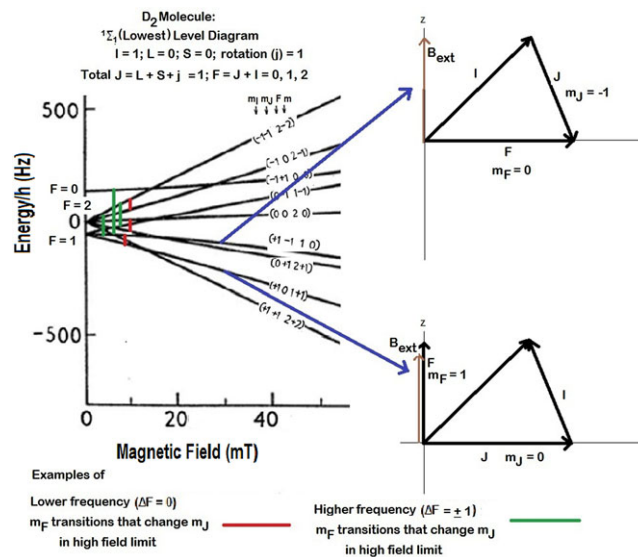 D₂ Molecule:
¹Σ₁ (Lowest) Level Diagram
I = 1; L = 0; S = 0; rotation (j) = 1
Total J = L + S + j = 1; F = J + I = 0, 1, 2
mI mJ F m
500
0
-500
Energy/h (Hz)
F = 0
F = 2
F = 1
(-1-1 2-2)
(-1 0 2-1)
(-1+1 0 0)
(0-1 1-1)
(0 0 2 0)
(+1-1 1 0)
(0+1 2+1)
(+1 0 1+1)
(+1+1 2+2)
0
20
40
Magnetic Field (mT)
z
B ext
I
J
mJ = -1
F
mF = 0
z
B ext
F
mF = 1
I
J
mJ = 0
Examples of
Lower frequency (ΔF = 0)
mF transitions that change mJ
in high field limit
Higher frequency (ΔF = ± 1)
mF transitions that change mJ
in high field limit